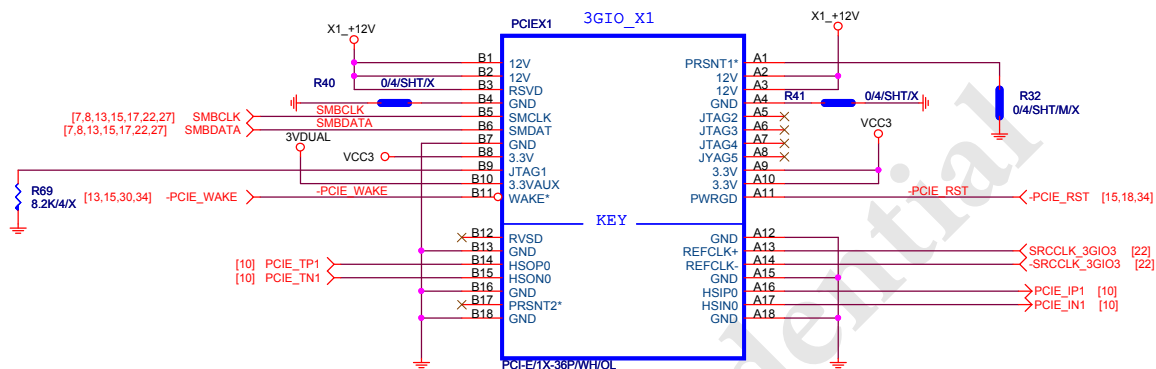 3GIO_X1
PCIEX1
X1_+12V
X1_+12V
B1 12V PRSNT1* A1
B2 12V 12V A2
B3 RSVD 12V A3
R40 0/4/SHT/X B4 GND GND A4 R41 0/4/SHT/X
R32
0/4/SHT/M/X
[7,8,13,15,17,22,27] SMBCLK SMBCLK B5 SMCLK JTAG2 A5
[7,8,13,15,17,22,27] SMBDATA SMBDATA B6 SMDAT JTAG3 A6
3VDUAL B7 GND JTAG4 A7 VCC3
VCC3 B8 3.3V JYAG5 A8
B9 JTAG1 3.3V A9
B10 3.3VAUX 3.3V A10
R69
8.2K/4/X
[13,15,30,34] -PCIE_WAKE -PCIE_WAKE B11 WAKE* PWRGD A11 -PCIE_RST -PCIE_RST [15,18,34]
KEY
B12 RVSD GND A12
B13 GND REFCLK+ A13 SRCCLK_3GIO3 [22]
[10] PCIE_TP1 B14 HSOP0 REFCLK- A14 -SRCCLK_3GIO3 [22]
[10] PCIE_TN1 B15 HSON0 GND A15
B16 GND HSIP0 A16 PCIE_IP1 [10]
B17 PRSNT2* HSIN0 A17 PCIE_IN1 [10]
B18 GND GND A18
PCI-E/1X-36P/WH/OL
dential